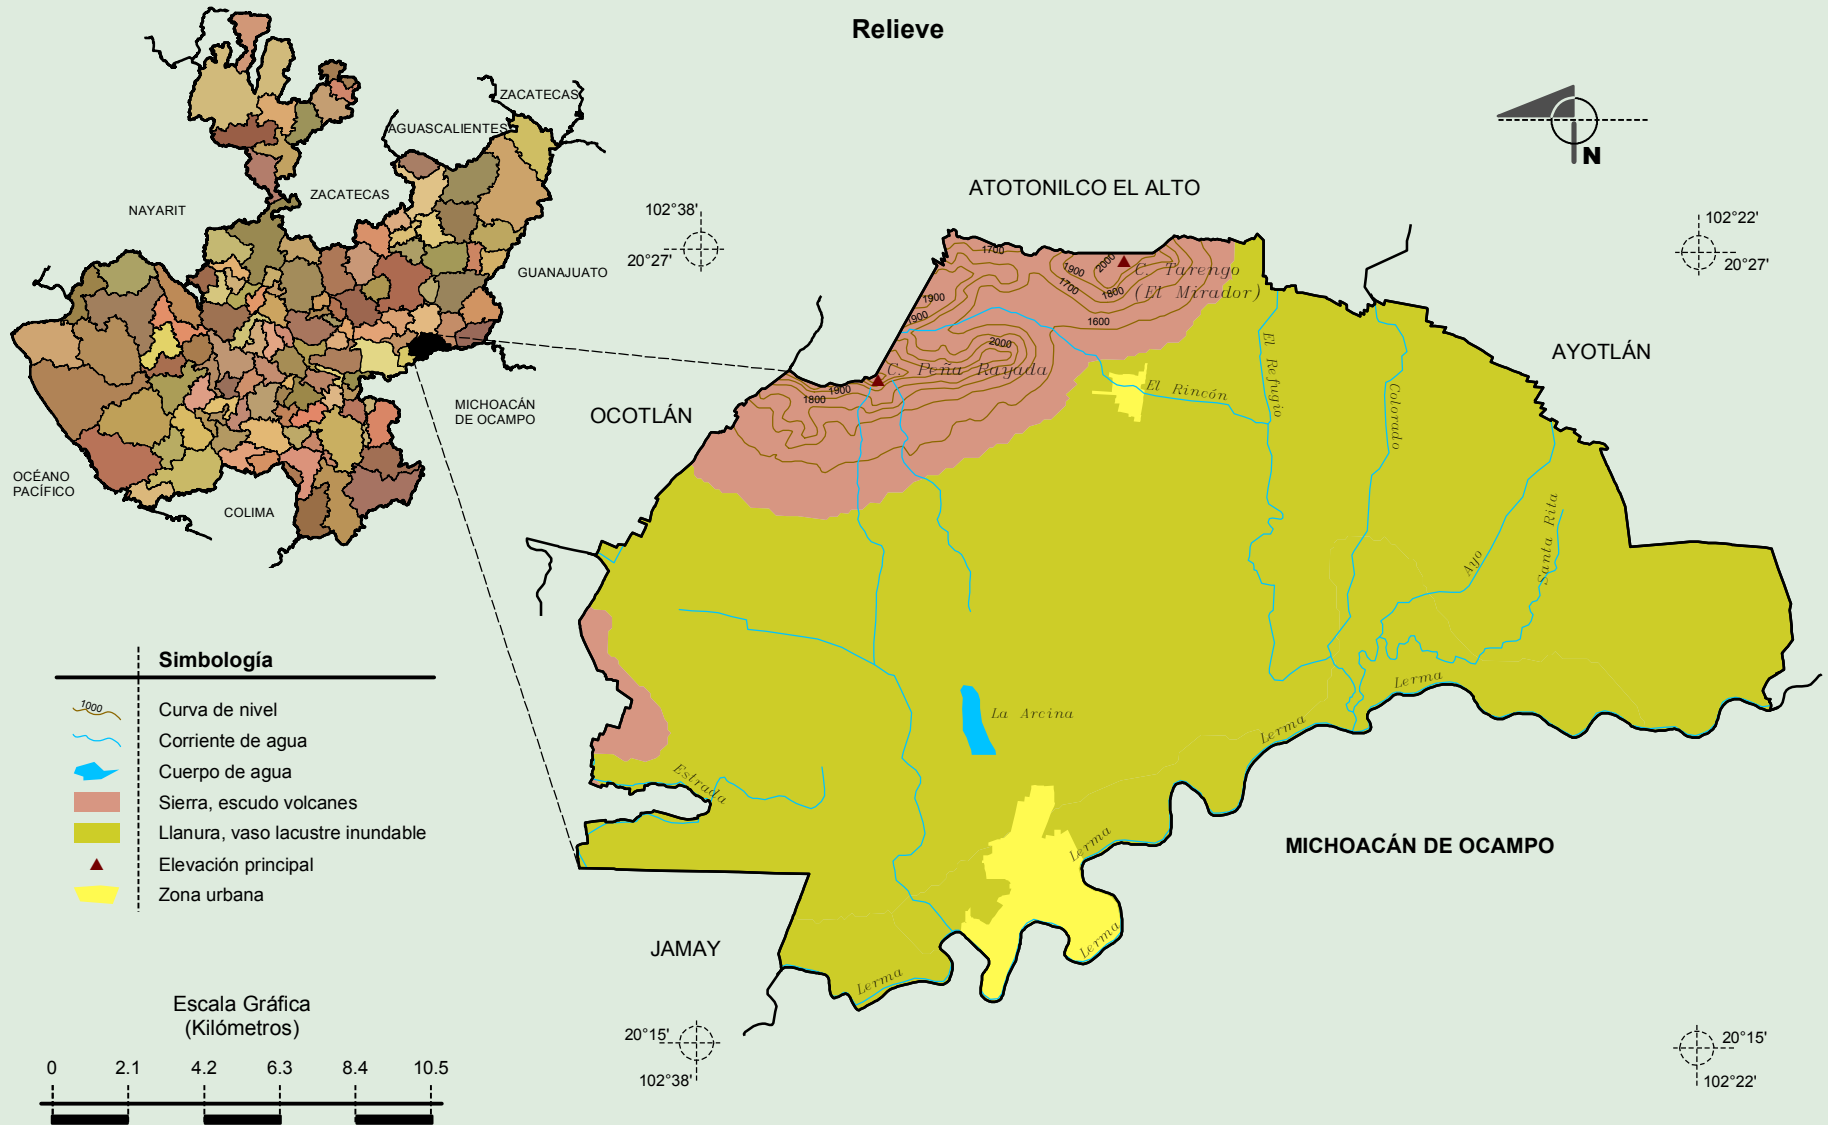 Relieve
ZACATECAS
AGUASCALIENTES
ZACATECAS
NAYARIT
GUANAJUATO
MICHOACÁN
DE OCAMPO
OCÉANO
PACÍFICO
COLIMA
N
102°38'
20°27'
102°22'
20°27'
ATOTONILCO EL ALTO
AYOTLÁN
OCOTLÁN
JAMAY
MICHOACÁN DE OCAMPO
1700
1900
2000
1700
1800
C. Tarengo
(El Mirador)
1900
1900
1600
2000
C. Peña Rayada
1900
1800
El Rincón
El Refugio
Colorado
Ayo
Santa Rita
La Arcina
Estrada
Lerma
Lerma
Lerma
Lerma
Lerma
Simbología
1000
Curva de nivel
Corriente de agua
Cuerpo de agua
Sierra, escudo volcanes
Llanura, vaso lacustre inundable
Elevación principal
Zona urbana
Escala Gráfica
(Kilómetros)
0 2.1 4.2 6.3 8.4 10.5
20°15'
102°38'
20°15'
102°22'